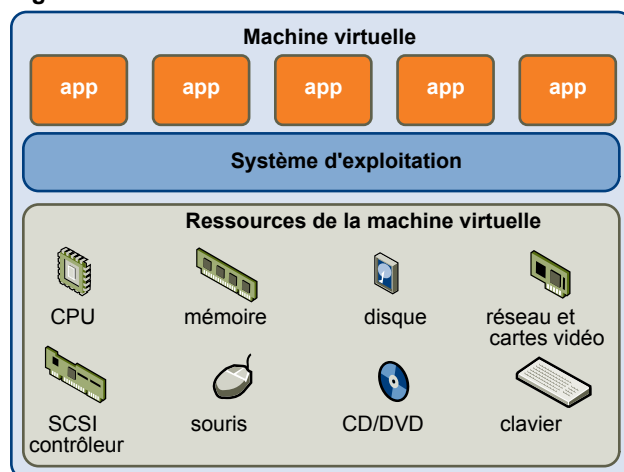 Machine virtuelle
app app app app app
Système d'exploitation
Ressources de la machine virtuelle
CPU mémoire disque réseau et
cartes vidéo
SCSI souris CD/DVD clavier
contrôleur